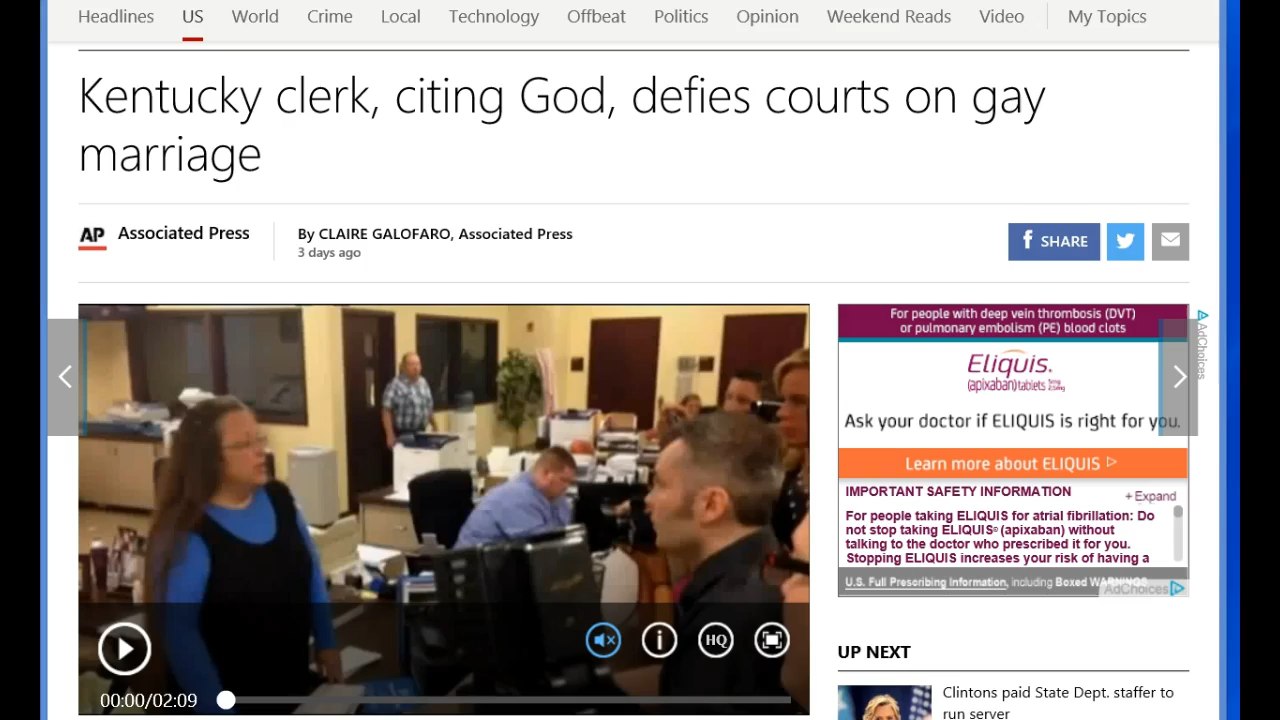 Headlines US World Crime Local Technology Offbeat Politics Opinion Weekend Reads Video My Topics
Kentucky clerk, citing God, defies courts on gay
marriage
AP Associated Press
By CLAIRE GALOFARO, Associated Press
3 days ago
f SHARE
For people with deep vein thrombosis (DVT)
or pulmonary embolism (PE) blood clots
Eliquis.
(apixaban) tablets
Ask your doctor if ELIQUIS is right for you.
Learn more about ELIQUIS
IMPORTANT SAFETY INFORMATION
+ Expand
For people taking ELIQUIS for atrial fibrillation: Do
not stop taking ELIQUIS® (apixaban) without
talking to the doctor who prescribed it for you.
Stopping ELIQUIS increases your risk of having a
U.S. Full Prescribing Information, including Boxed WARNINGS
AdChoices
AdChoices
HQ
00:00/02:09
UP NEXT
Clintons paid State Dept. staffer to
run server